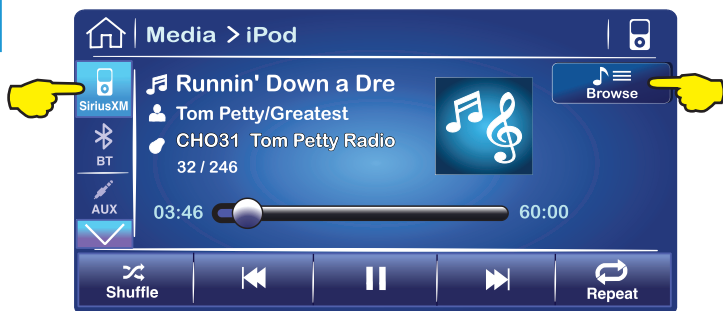 Media > iPod
SiriusXM
BT
AUX
Runnin' Down a Dre
Tom Petty/Greatest
CHO31 Tom Petty Radio
32 / 246
03:46 60:00
Browse
Shuffle
Repeat